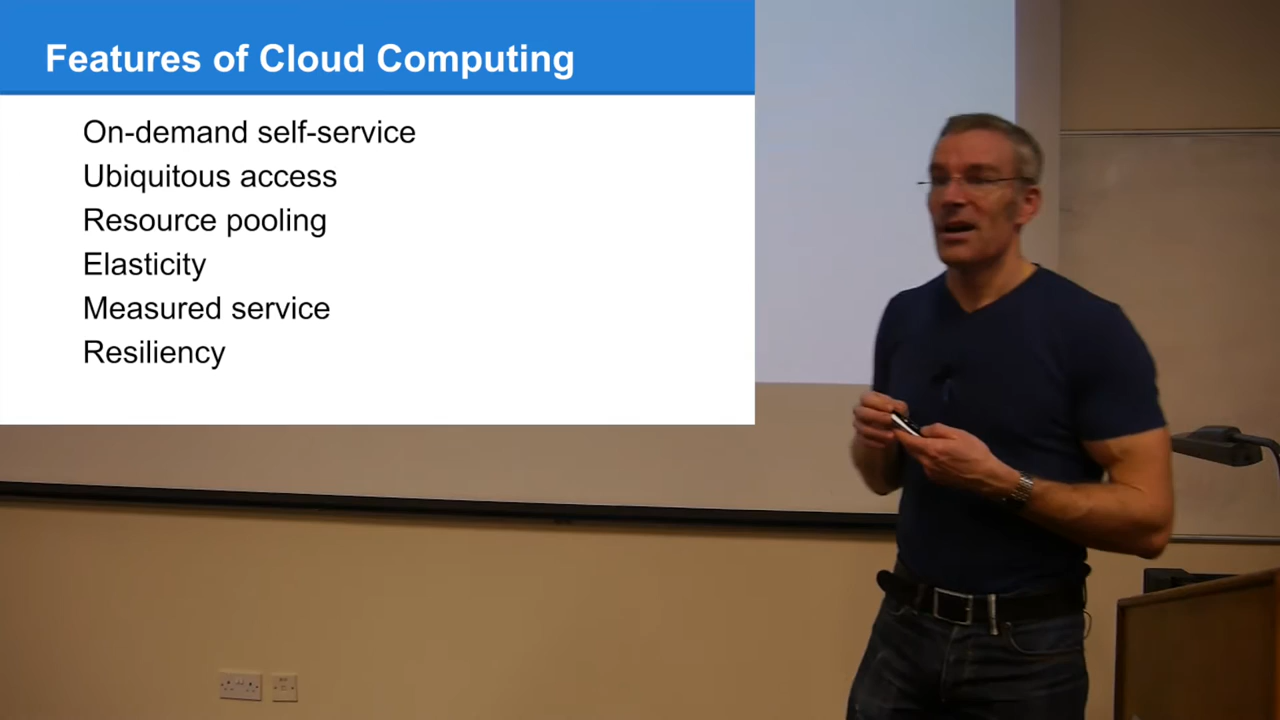 Features of Cloud Computing
On-demand self-service
Ubiquitous access
Resource pooling
Elasticity
Measured service
Resiliency